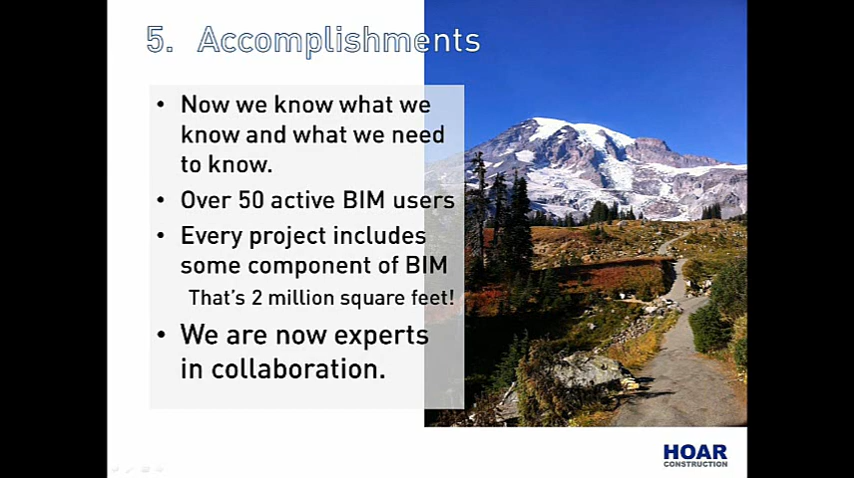 5. Accomplishments
• Now we know what we
know and what we need
to know.
• Over 50 active BIM users
• Every project includes
some component of BIM
That's 2 million square feet!
• We are now experts
in collaboration.
HOAR
CONSTRUCTION